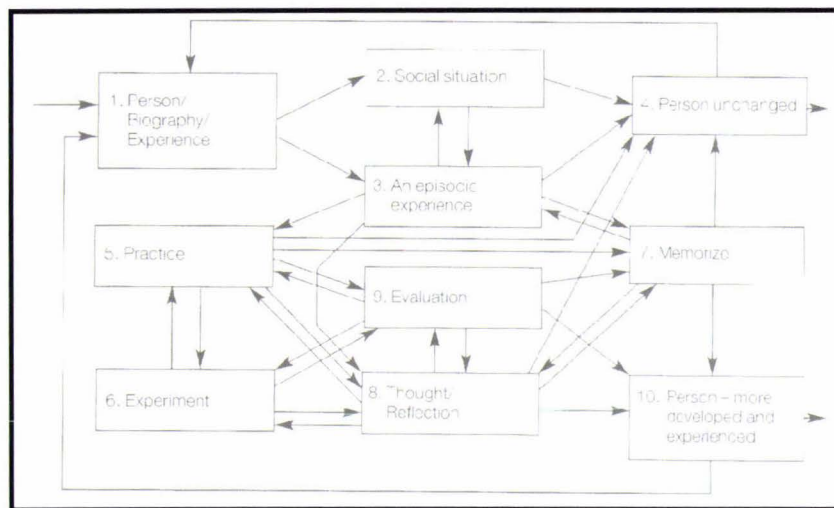 1. Person/
Biography/
Experience
2. Social situation
3. An episodic
experience
4. Person unchanged
5. Practice
6. Experiment
7. Memorize
8. Thought/
Reflection
9. Evaluation
10. Person – more
developed and
experienced